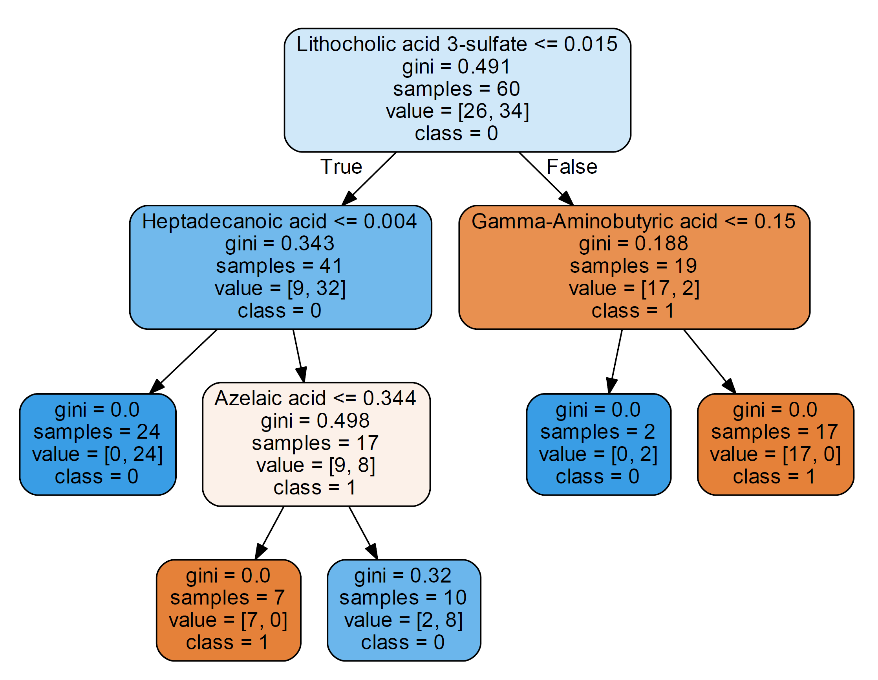 Lithocholic acid 3-sulfate <= 0.015
gini = 0.491
samples = 60
value = [26, 34]
class = 0
True
False
Heptadecanoic acid <= 0.004
gini = 0.343
samples = 41
value = [9, 32]
class = 0
Gamma-Aminobutyric acid <= 0.15
gini = 0.188
samples = 19
value = [17, 2]
class = 1
gini = 0.0
samples = 24
value = [0, 24]
class = 0
Azelaic acid <= 0.344
gini = 0.498
samples = 17
value = [9, 8]
class = 1
gini = 0.0
samples = 2
value = [0, 2]
class = 0
gini = 0.0
samples = 17
value = [17, 0]
class = 1
gini = 0.0
samples = 7
value = [7, 0]
class = 1
gini = 0.32
samples = 10
value = [2, 8]
class = 0